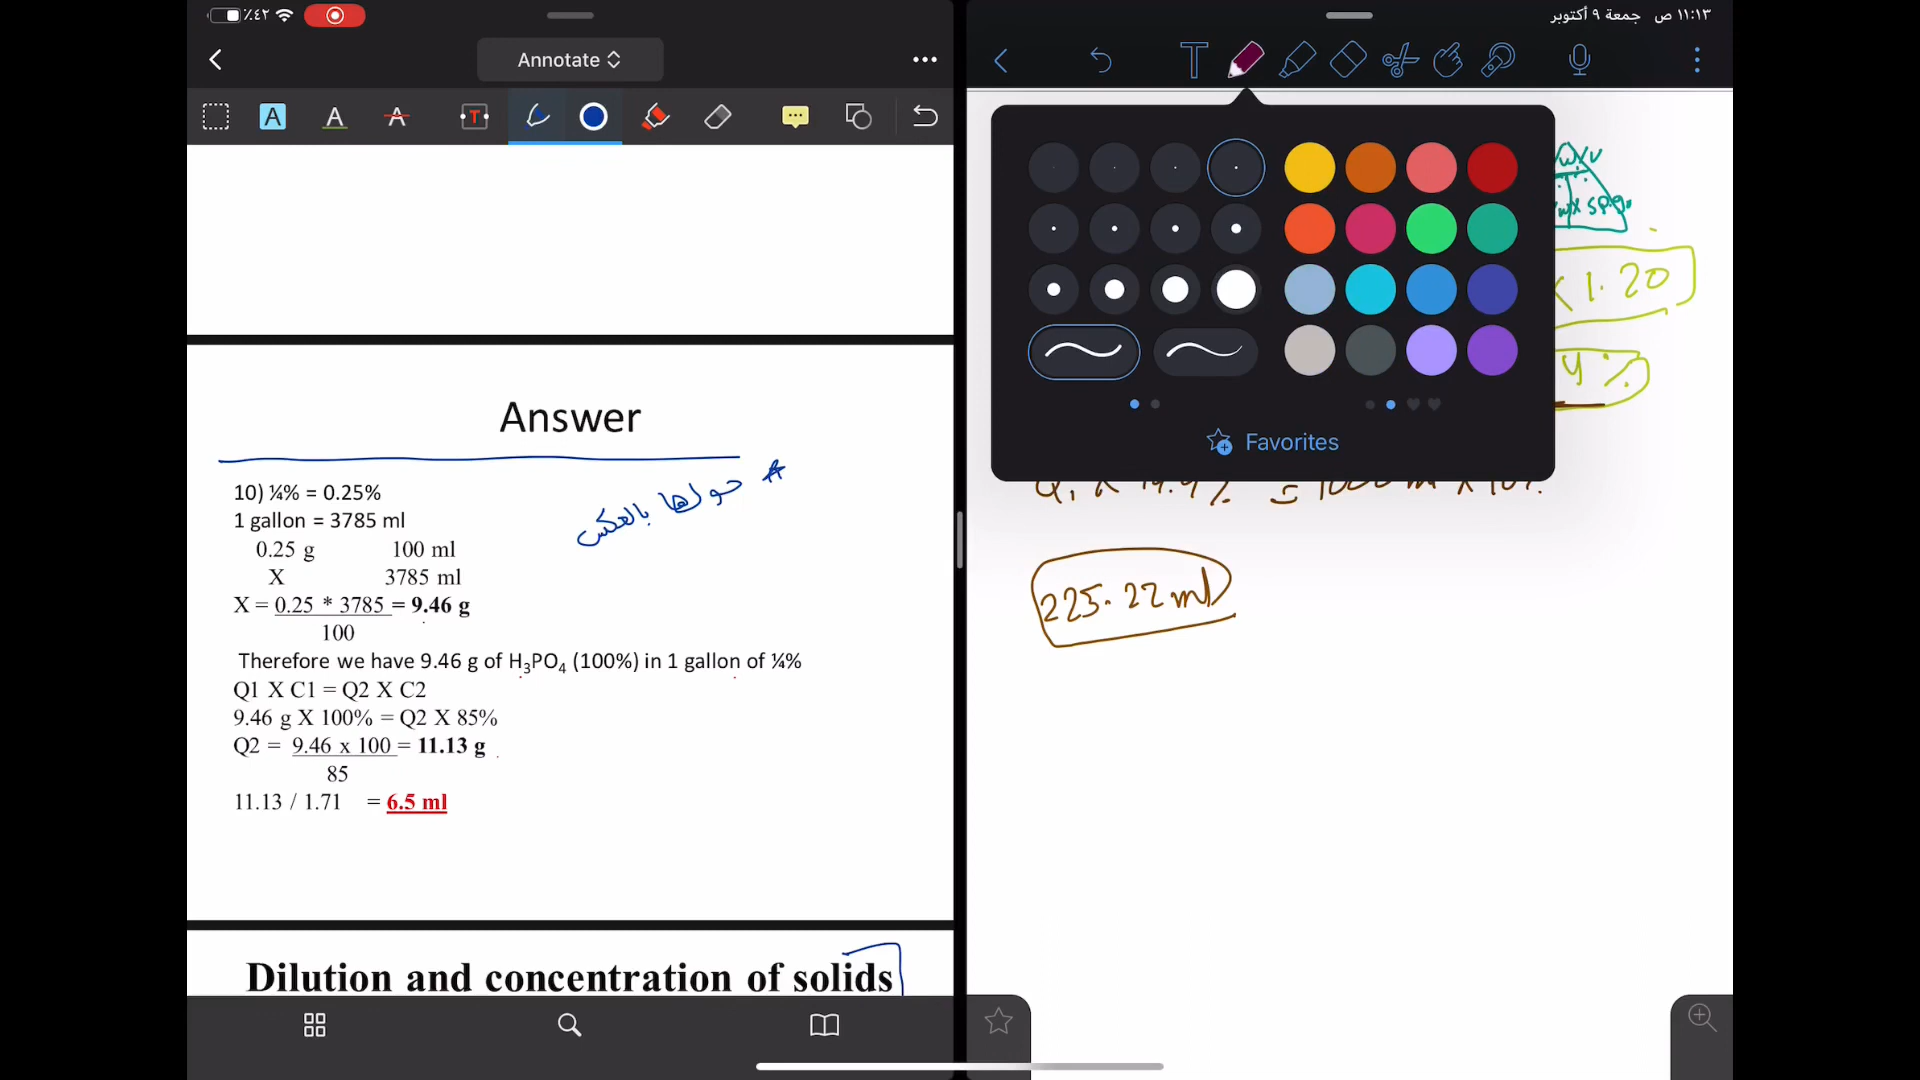 ٪٤٢
Annotate
Answer
10) ¼% = 0.25%
1 gallon = 3785 ml
0.25 g 100 ml
X 3785 ml
X = 0.25 * 3785 = 9.46 g
100
Therefore we have 9.46 g of H₃PO₄ (100%) in 1 gallon of ¼%
Q1 X C1 = Q2 X C2
9.46 g X 100% = Q2 X 85%
Q2 = 9.46 x 100 = 11.13 g
85
11.13 / 1.71 = 6.5 ml
حولها بالعكس
Dilution and concentration of solids
١١:١٣ ص جمعة ٩ أكتوبر
w/v
x sp.g.
x 1.20
%
Favorites
225.22 ml